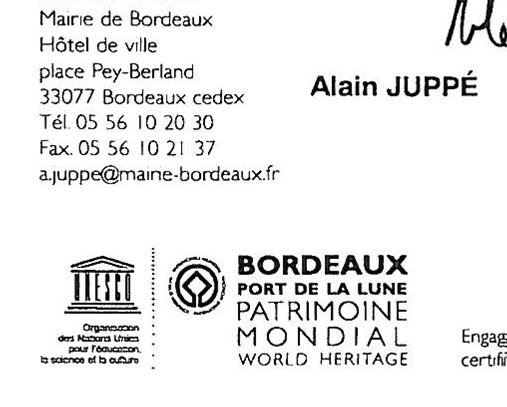 Mairie de Bordeaux
Hôtel de ville
place Pey-Berland
33077 Bordeaux cedex
Tél. 05 56 10 20 30
Fax. 05 56 10 21 37
a.juppe@mairie-bordeaux.fr
Alain JUPPÉ
UNESCO
Organisation
des Nations Unies
pour l'éducation,
la science et la culture
BORDEAUX
PORT DE LA LUNE
PATRIMOINE
MONDIAL
WORLD HERITAGE